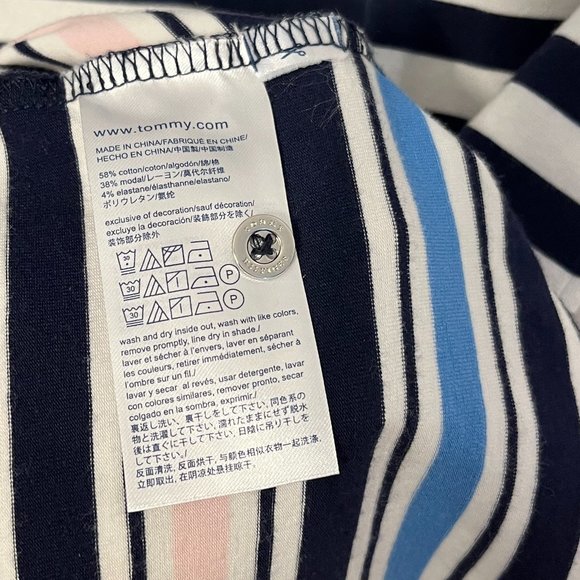 www.tommy.com
MADE IN CHINA/FABRIQUÉ EN CHINE/
HECHO EN CHINA/中国製/中国制造
58% cotton/coton/algodón/綿/棉
38% modal/レーヨン/莫代尔纤维
4% elastane/élasthanne/elastano/
ポリウレタン/氨纶
exclusive of decoration/sauf décoration/
excluye la decoración/装飾部分を除く/
装饰部分除外
30
P
30
P
30
P
wash and dry inside out, wash with like colors,
remove promptly, line dry in shade./
laver et sécher à l'envers, laver en séparant
les couleurs, retirer immédiatement, sécher à
l'ombre sur un fil./
lavar y secar al revés, usar detergente, lavar
con colores similares, remover pronto, secar
colgado en la sombra, exprimir./
裏返し洗い、裏干しをして下さい, 同色系の
物と洗濯して下さい, 濡れたままにせず脱水
後は直ぐに干して下さい, 日陰に吊り干しを
して下さい/
反面清洗, 反面烘干, 与颜色相似衣物一起洗涤,
立即取出, 在阴凉处悬挂晾干,